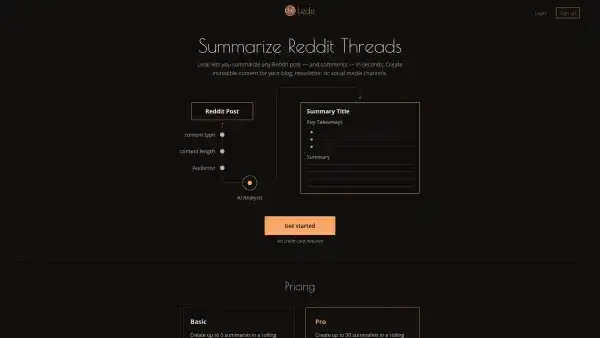 Lede
Login
Sign up
Summarize Reddit Threads
Lede lets you summarize any Reddit post — and comments — in seconds. Create
incredible content for your blog, newsletter, or social media channels.
Reddit Post
content type
content length
Audience
AI Analysis
Summary Title
Key Takeaways
Summary
Get started
no credit card required
Pricing
Basic
Create up to 5 summaries in a rolling
Pro
Create up to 30 summaries in a rolling